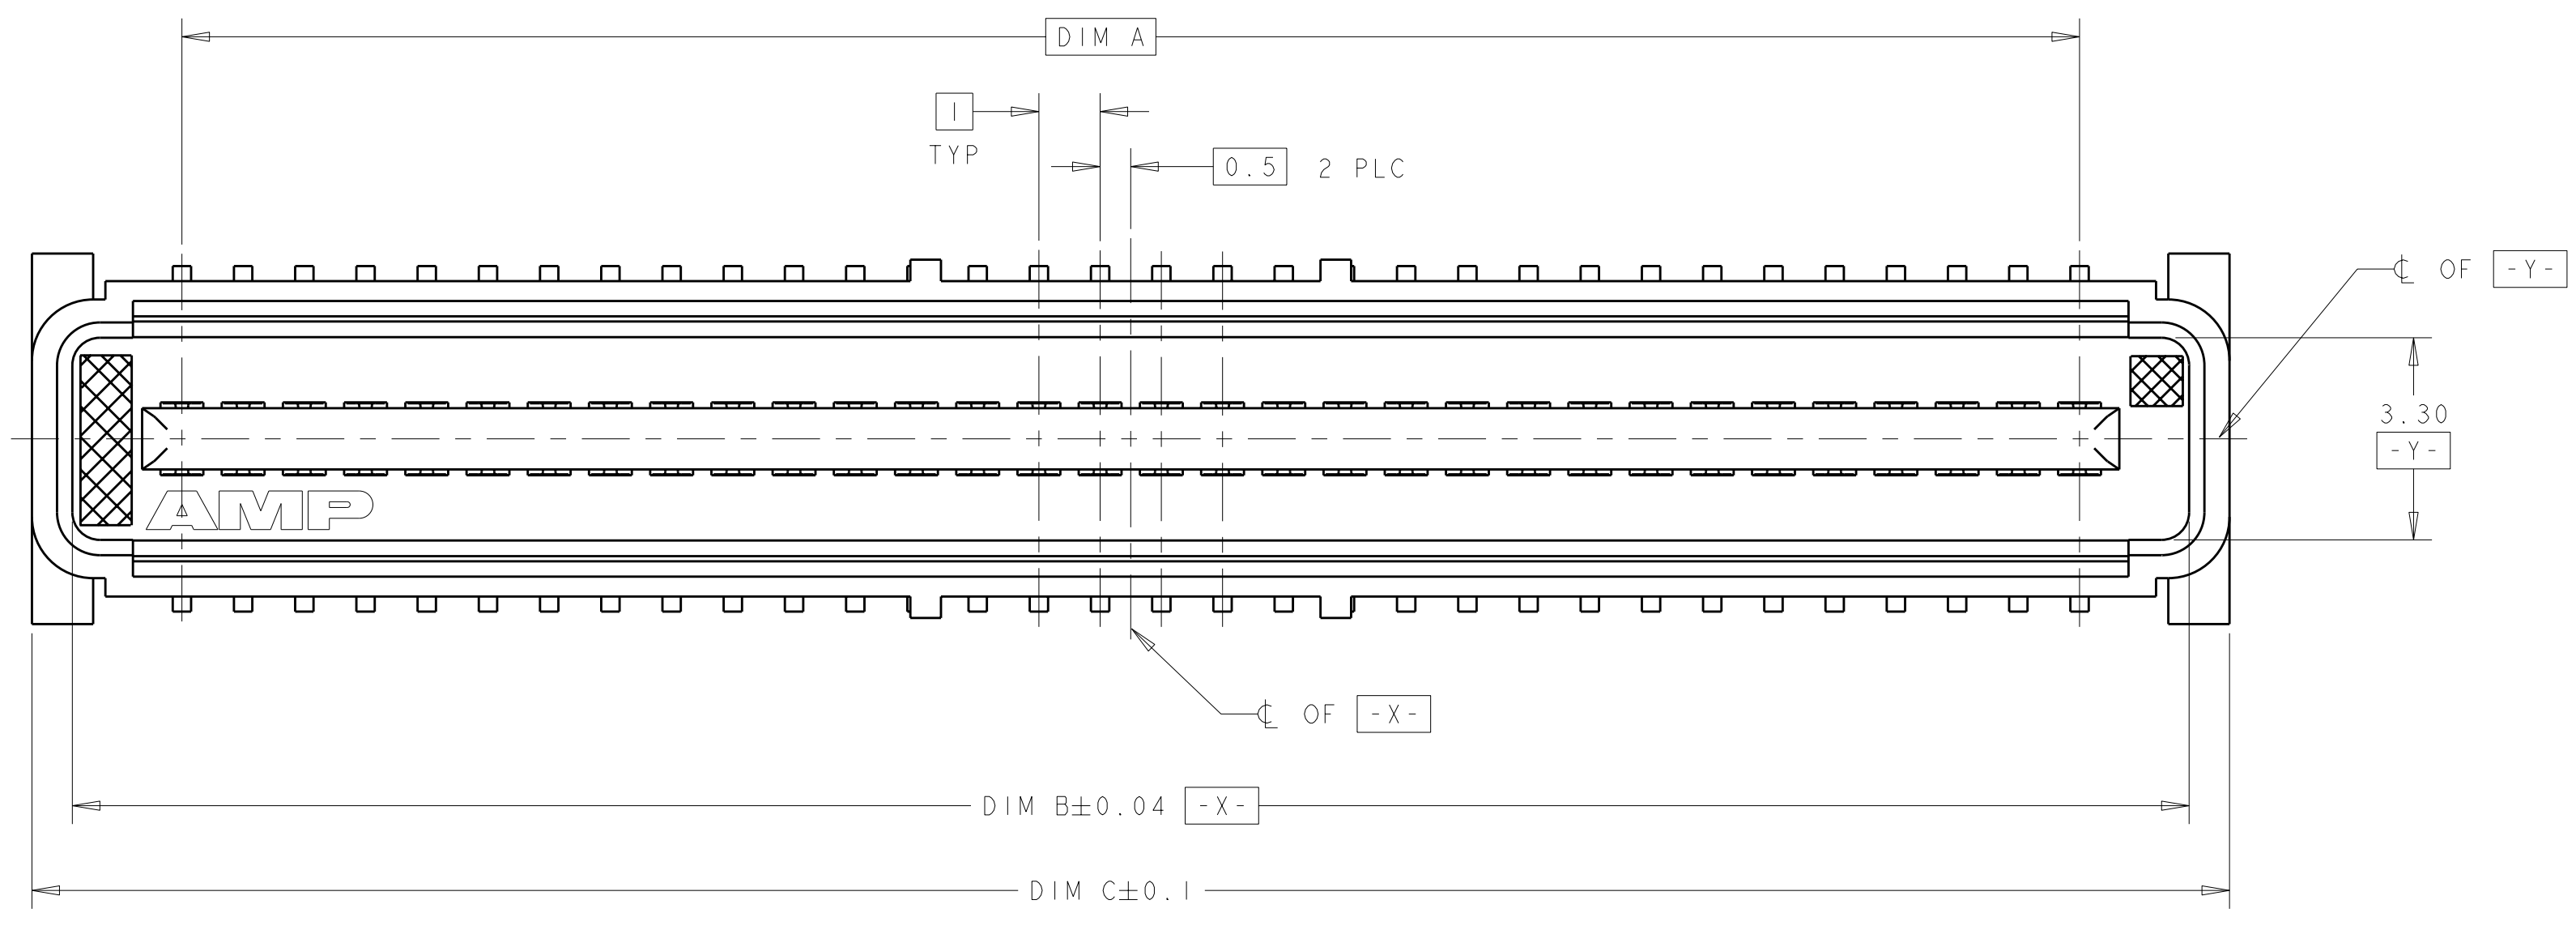 DIM A
1
TYP
0.5 2 PLC
℄ OF -Y-
3.30
-Y-
AMP
℄ OF -X-
DIM B±0.04 -X-
DIM C±0.1